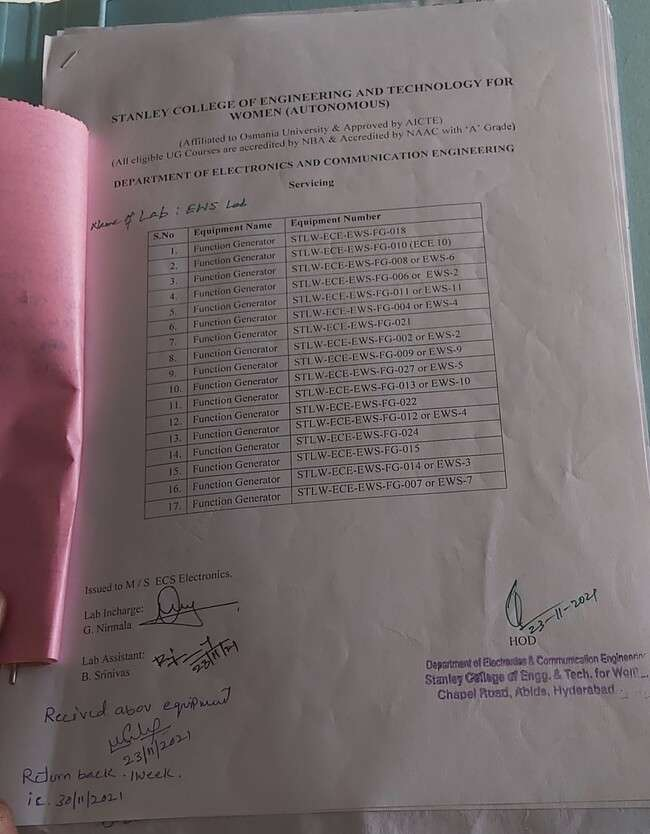 STANLEY COLLEGE OF ENGINEERING AND TECHNOLOGY FOR
WOMEN (AUTONOMOUS)
(Affiliated to Osmania University & Approved by AICTE)
(All eligible UG Courses are accredited by NBA & Accredited by NAAC with 'A' Grade)
DEPARTMENT OF ELECTRONICS AND COMMUNICATION ENGINEERING
Servicing
Name of Lab : EWS Lab
S.No Equipment Name Equipment Number
1. Function Generator STLW-ECE-EWS-FG-018
2. Function Generator STLW-ECE-EWS-FG-010 (ECE 10)
3. Function Generator STLW-ECE-EWS-FG-008 or EWS-6
4. Function Generator STLW-ECE-EWS-FG-006 or EWS-2
5. Function Generator STLW-ECE-EWS-FG-011 or EWS-11
6. Function Generator STLW-ECE-EWS-FG-004 or EWS-4
7. Function Generator STLW-ECE-EWS-FG-021
8. Function Generator STLW-ECE-EWS-FG-002 or EWS-2
9. Function Generator STLW-ECE-EWS-FG-009 or EWS-9
10. Function Generator STLW-ECE-EWS-FG-027 or EWS-5
11. Function Generator STLW-ECE-EWS-FG-013 or EWS-10
12. Function Generator STLW-ECE-EWS-FG-022
13. Function Generator STLW-ECE-EWS-FG-012 or EWS-4
14. Function Generator STLW-ECE-EWS-FG-024
15. Function Generator STLW-ECE-EWS-FG-015
16. Function Generator STLW-ECE-EWS-FG-014 or EWS-3
17. Function Generator STLW-ECE-EWS-FG-007 or EWS-7
Issued to M / S ECS Electronics.
Lab Incharge:
G. Nirmala
Lab Assistant:
B. Srinivas
23/11/21
23-11-2021
HOD
Department of Electronics & Communication Engineering
Stanley College of Engg. & Tech. for Wom
Chapel Road, Abids, Hyderabad
Recived abov equipment
23/11/2021
Return back . 1 week.
ie. 30/11/2021